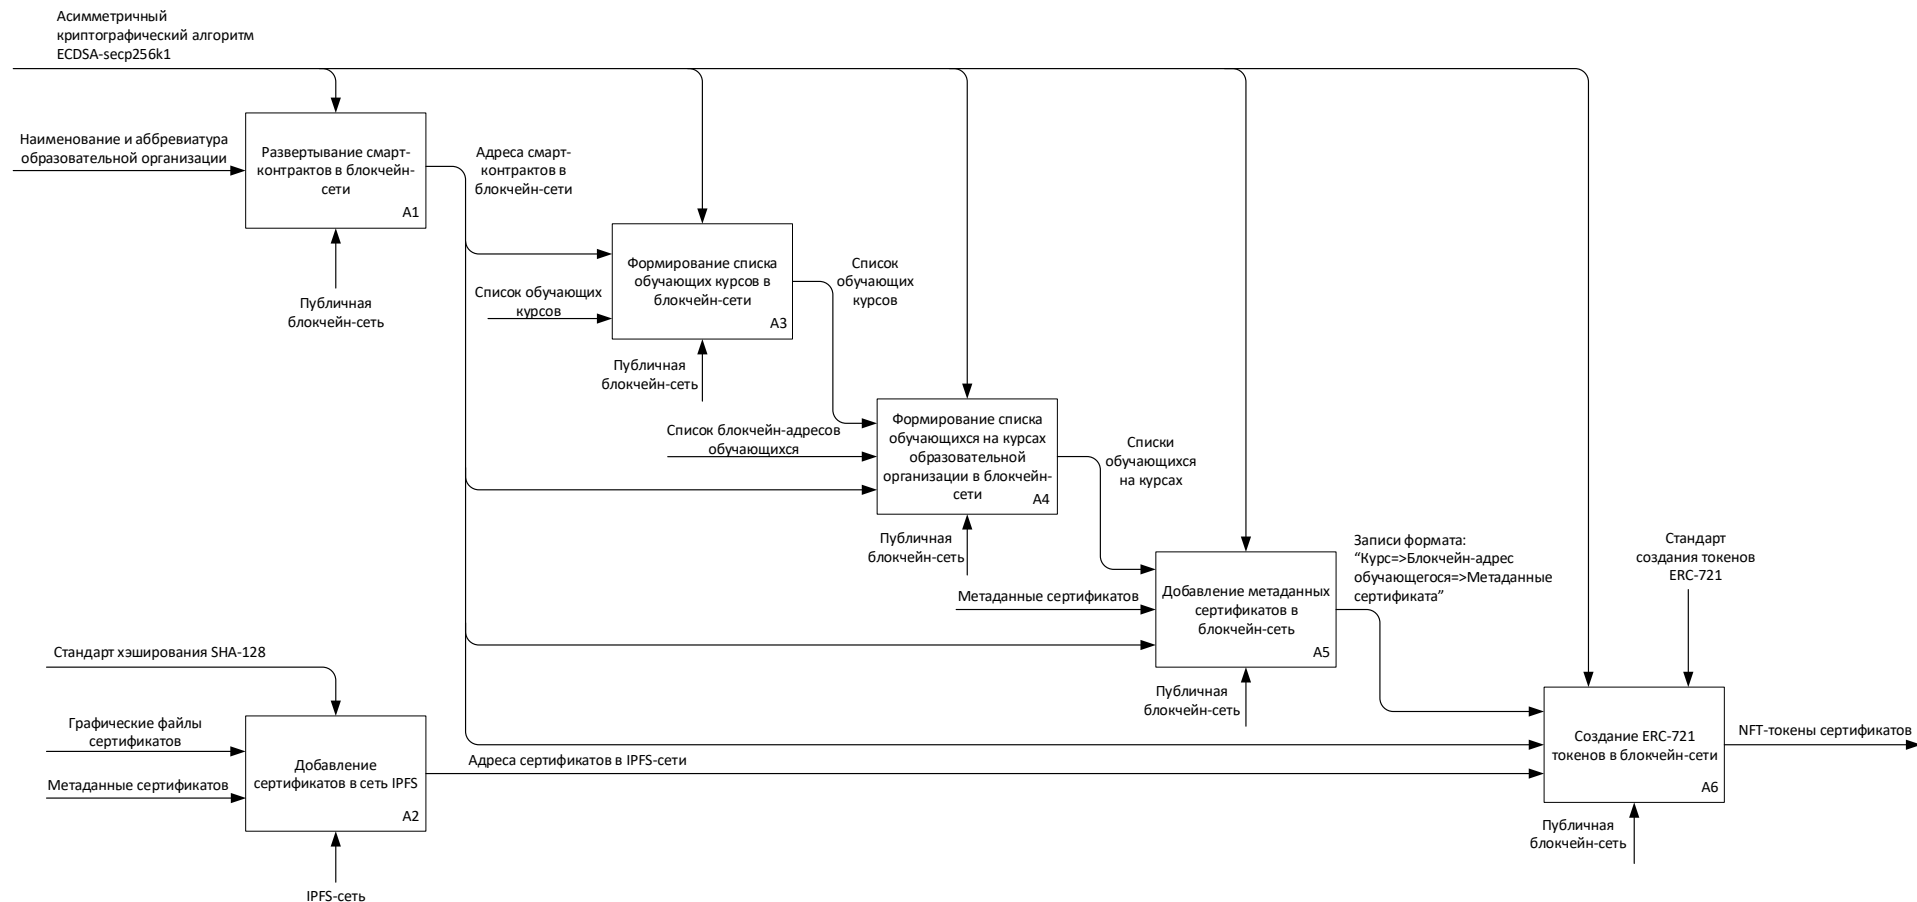 Асимметричный
криптографический алгоритм
ECDSA-secp256k1
Наименование и аббревиатура
образовательной организации
Развертывание смарт-
контрактов в блокчейн-
сети
A1
Публичная
блокчейн-сеть
Адреса смарт-
контрактов в
блокчейн-сети
Формирование списка
обучающих курсов в
блокчейн-сети
A3
Список обучающих
курсов
Публичная
блокчейн-сеть
Список
обучающих
курсов
Формирование списка
обучающихся на курсах
образовательной
организации в блокчейн-
сети
A4
Список блокчейн-адресов
обучающихся
Публичная
блокчейн-сеть
Списки
обучающихся
на курсах
Добавление метаданных
сертификатов в
блокчейн-сеть
A5
Метаданные сертификатов
Публичная
блокчейн-сеть
Записи формата:
“Курс=>Блокчейн-адрес
обучающегося=>Метаданные
сертификата”
Стандарт
создания токенов
ERC-721
Стандарт хэширования SHA-128
Графические файлы
сертификатов
Метаданные сертификатов
Добавление
сертификатов в сеть IPFS
A2
IPFS-сеть
Адреса сертификатов в IPFS-сети
Создание ERC-721
токенов в блокчейн-сети
A6
Публичная
блокчейн-сеть
NFT-токены сертификатов